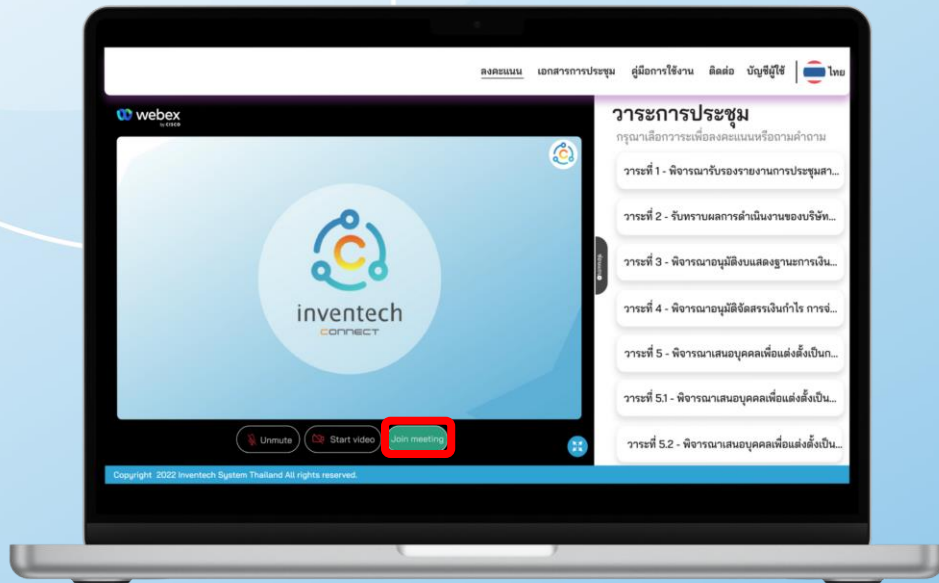 ลงคะแนน เอกสารการประชุม คู่มือการใช้งาน ติดต่อ บัญชีผู้ใช้ ไทย
webex
by CISCO
วาระการประชุม
กรุณาเลือกวาระเพื่อลงคะแนนหรือถามคำถาม
วาระที่ 1 - พิจารณารับรองรายงานการประชุมสา...
วาระที่ 2 - รับทราบผลการดำเนินงานของบริษัท...
วาระที่ 3 - พิจารณาอนุมัติงบแสดงฐานะการเงิน...
วาระที่ 4 - พิจารณาอนุมัติจัดสรรเงินกำไร การจ่...
วาระที่ 5 - พิจารณาเสนอบุคคลเพื่อแต่งตั้งเป็นก...
วาระที่ 5.1 - พิจารณาเสนอบุคคลเพื่อแต่งตั้งเป็น...
วาระที่ 5.2 - พิจารณาเสนอบุคคลเพื่อแต่งตั้งเป็น...
inventech
CONNECT
Unmute
Start video
Join meeting
Copyright 2022 Inventech System Thailand All rights reserved.